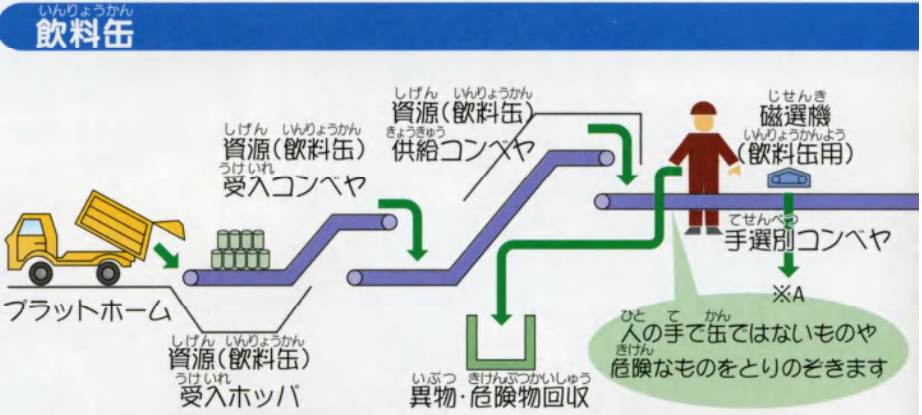 いんりょうかん
飲料缶
しげん いんりょうかん
資源(飲料缶)
うけいれ
受入コンベヤ
しげん いんりょうかん
資源(飲料缶)
きょうきゅう
供給コンベヤ
じせんき
磁選機
いんりょうかんよう
(飲料缶用)
てせんべつ
手選別コンベヤ
※A
プラットホーム
しげん いんりょうかん
資源(飲料缶)
うけいれ
受入ホッパ
いぶつ きけんぶつかいしゅう
異物・危険物回収
ひと て かん
人の手で缶ではないものや
きけん
危険なものをとりのぞきます